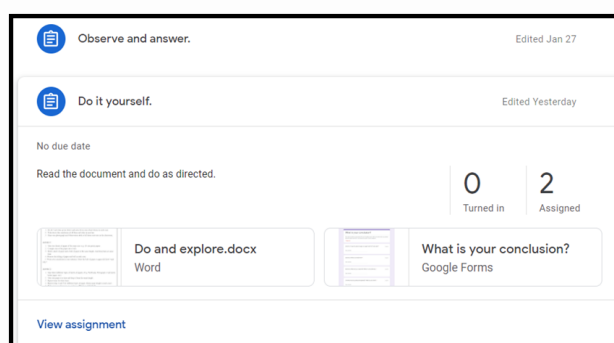 Observe and answer.
Edited Jan 27
Do it yourself.
Edited Yesterday
No due date
Read the document and do as directed.
0
Turned in
2
Assigned
Do and explore.docx
Word
What is your conclusion?
Google Forms
View assignment